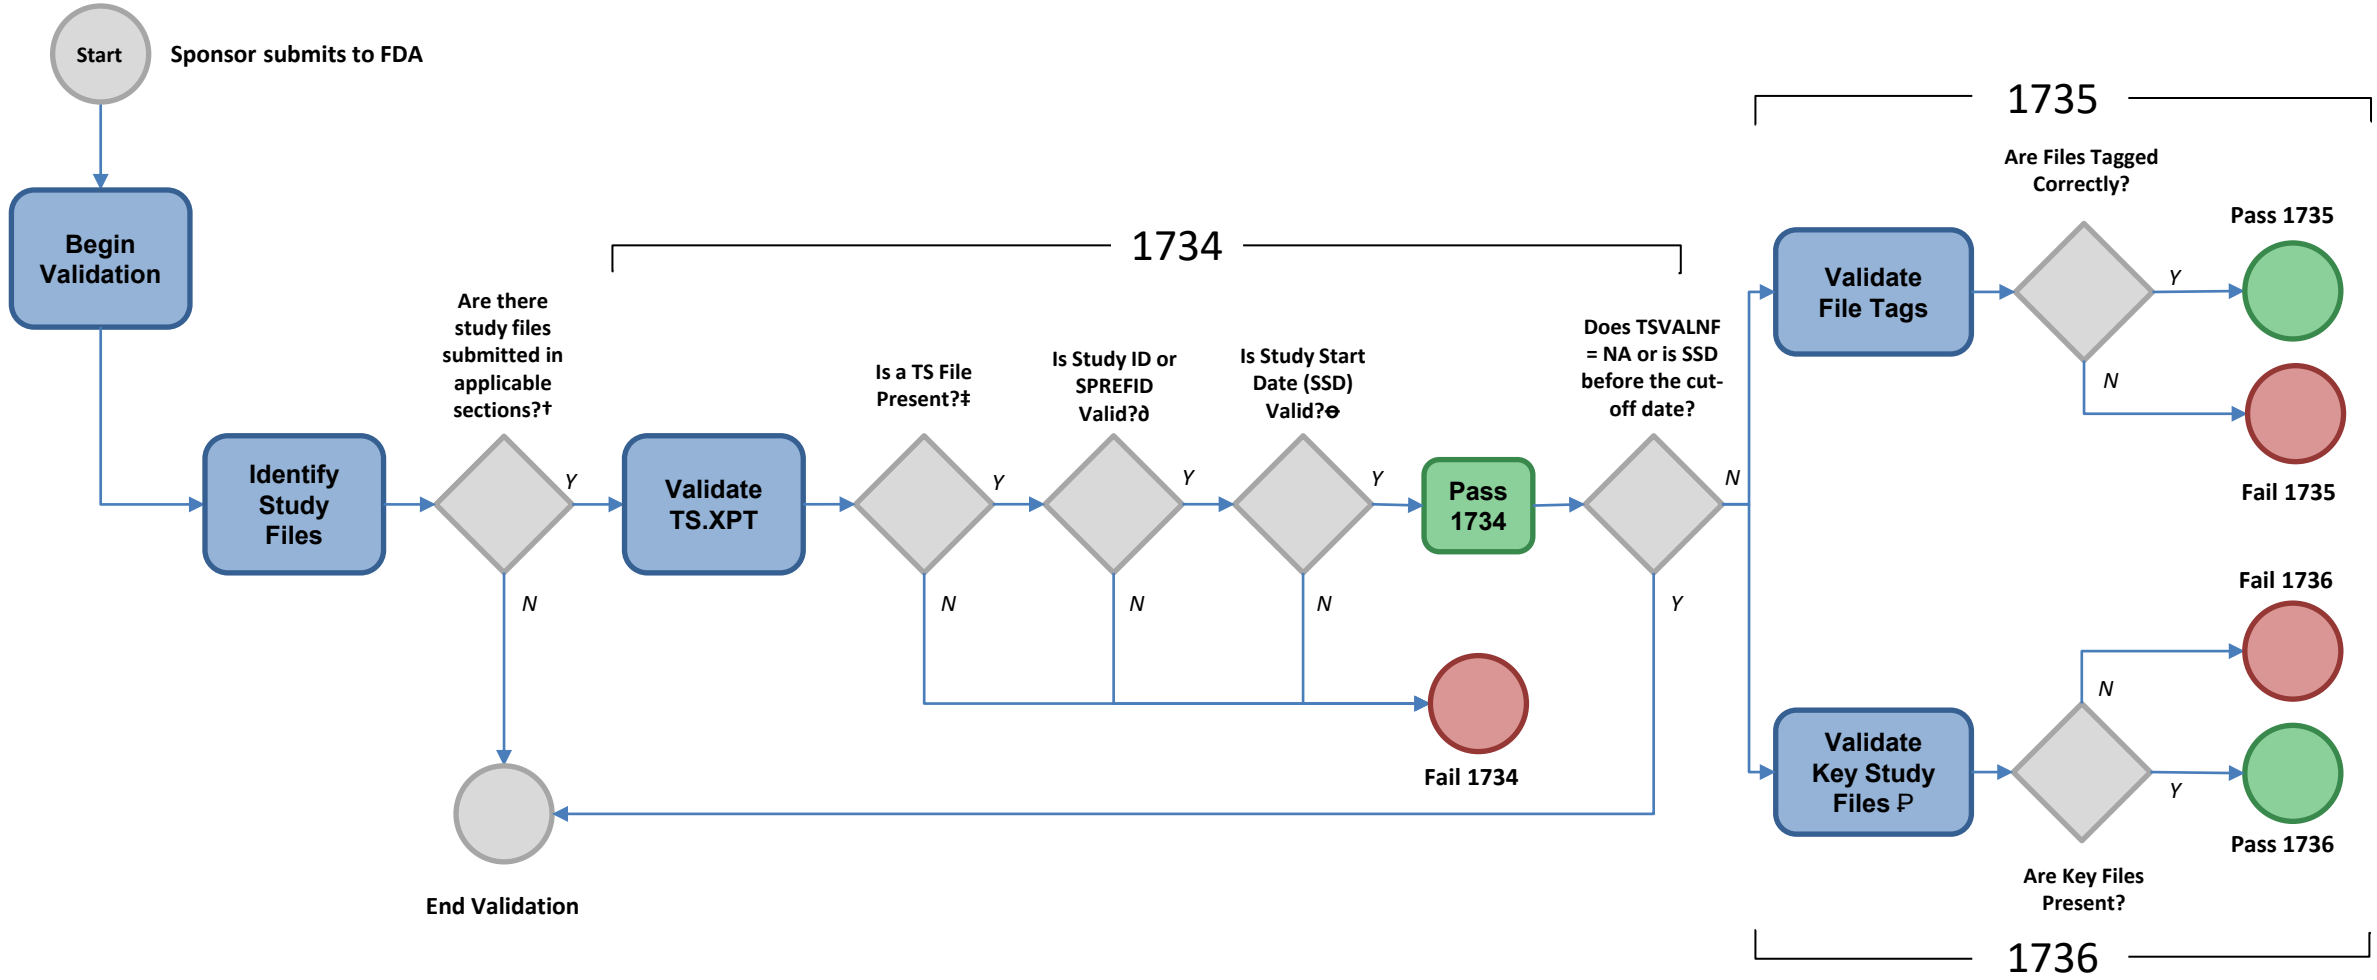 Start
Sponsor submits to FDA
Begin
Validation
Identify
Study
Files
Are there
study files
submitted in
applicable
sections?†
Y
N
End Validation
1734
Validate
TS.XPT
Is a TS File
Present?‡
Y
N
Is Study ID or
SPREFID
Valid?∂
Y
N
Is Study Start
Date (SSD)
Valid?ɵ
Y
N
Pass
1734
Fail 1734
Does TSVALNF
= NA or is SSD
before the cut-
off date?
N
Y
1735
Are Files Tagged
Correctly?
Validate
File Tags
Y
N
Pass 1735
Fail 1735
Validate
Key Study
Files ₽
N
Y
Fail 1736
Pass 1736
Are Key Files
Present?
1736